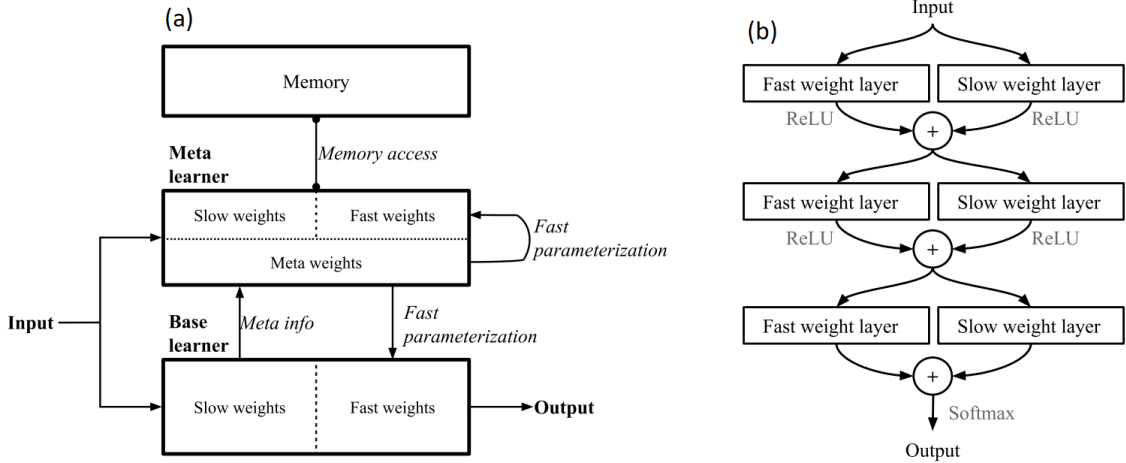 (a)
Memory
Memory access
Meta
learner
Slow weights
Fast weights
Meta weights
Fast
parameterization
Input
Base
learner
Meta info
Fast
parameterization
Slow weights
Fast weights
Output
(b)
Input
Fast weight layer
Slow weight layer
ReLU
+
ReLU
Fast weight layer
Slow weight layer
ReLU
+
ReLU
Fast weight layer
Slow weight layer
+
Softmax
Output